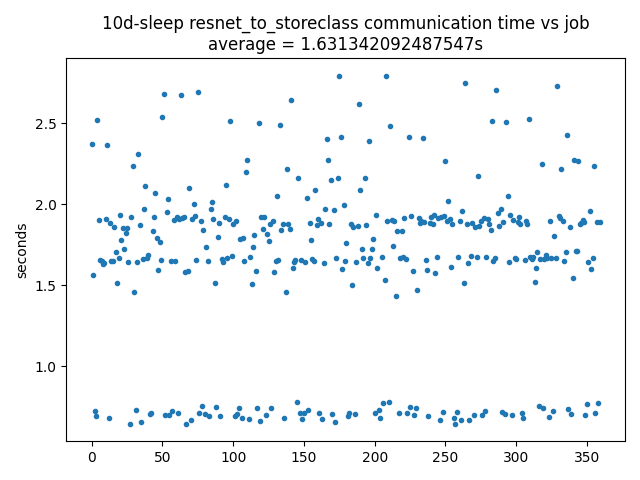 10d-sleep resnet_to_storeclass communication time vs job
average = 1.631342092487547s
2.5
2.0
1.5
1.0
seconds
0 50 100 150 200 250 300 350